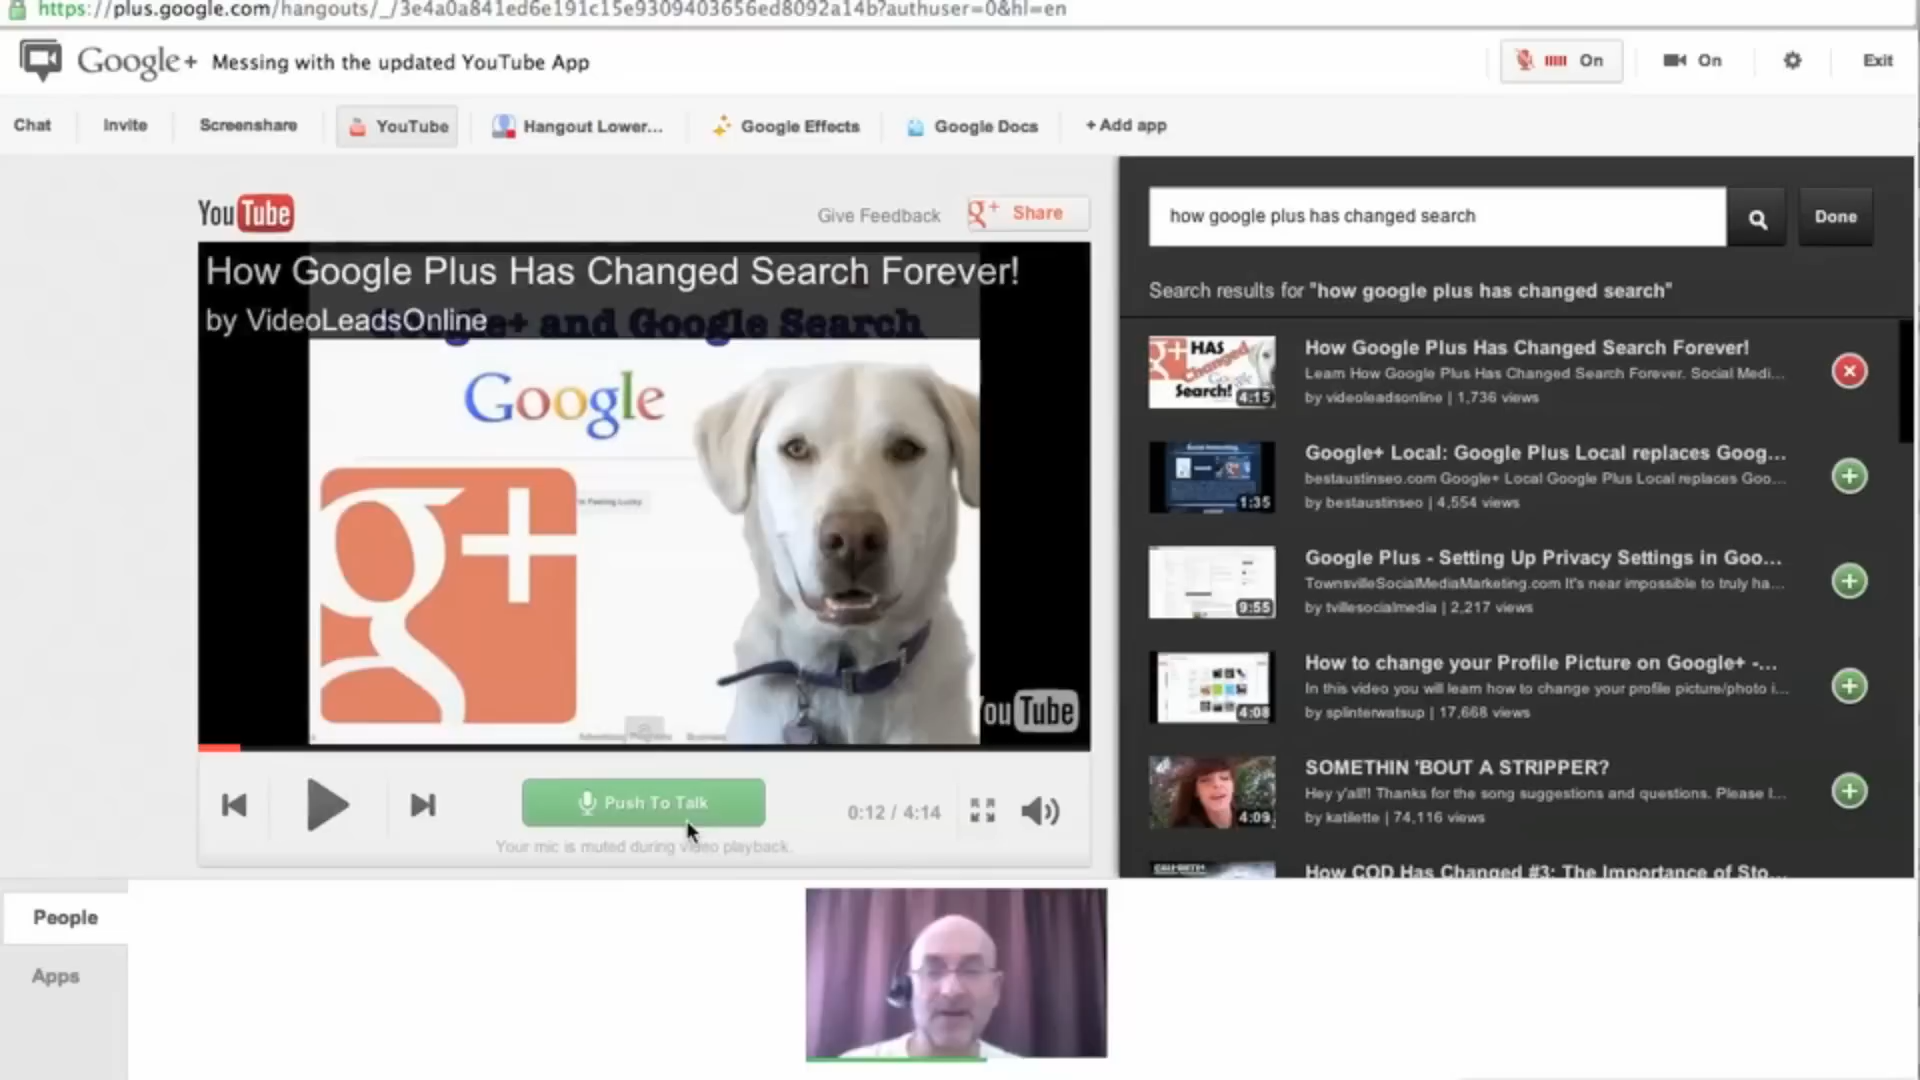 https://plus.google.com/hangouts/_/3e4a0a841ed6e191c15e9309403656ed8092a14b?authuser=0&hl=en
Google+ Messing with the updated YouTube App
On
On
Exit
Chat
Invite
Screenshare
YouTube
Hangout Lower...
Google Effects
Google Docs
+ Add app
YouTube
Give Feedback
g+ Share
How Google Plus Has Changed Search Forever!
by VideoLeadsOnline
Google+ and Google Search
Google
g+
I'm Feeling Lucky
YouTube
Push To Talk
0:12 / 4:14
Your mic is muted during video playback.
how google plus has changed search
Done
Search results for "how google plus has changed search"
g+ HAS
Changed
Search!
4:15
How Google Plus Has Changed Search Forever!
Learn How Google Plus Has Changed Search Forever. Social Medi...
by videoleadsonline | 1,736 views
1:35
Google+ Local: Google Plus Local replaces Goog...
bestaustinseo.com Google+ Local Google Plus Local replaces Goo...
by bestaustinseo | 4,554 views
9:55
Google Plus - Setting Up Privacy Settings in Goo...
TownsvilleSocialMediaMarketing.com It's near impossible to truly ha...
by tvillesocialmedia | 2,217 views
4:08
How to change your Profile Picture on Google+ -...
In this video you will learn how to change your profile picture/photo i...
by splinterwatsup | 17,668 views
4:09
SOMETHIN 'BOUT A STRIPPER?
Hey y'all!! Thanks for the song suggestions and questions. Please l...
by katilette | 74,116 views
How COD Has Changed #3: The Importance of Sto...
People
Apps